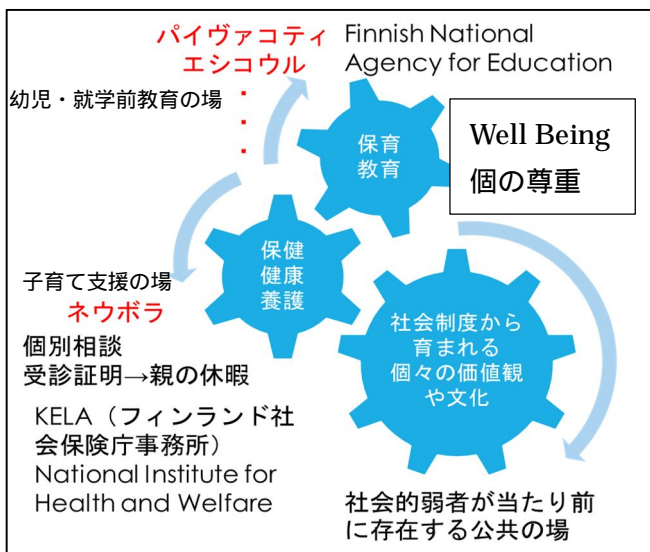 パイヴァコティ
エシコウル
Finnish National
Agency for Education
幼児・就学前教育の場
保育
教育
Well Being
個の尊重
保健
健康
養護
子育て支援の場
ネウボラ
個別相談
受診証明→親の休暇
KELA（フィンランド社
会保険庁事務所）
National Institute for
Health and Welfare
社会制度から
育まれる
個々の価値観
や文化
社会的弱者が当たり前
に存在する公共の場